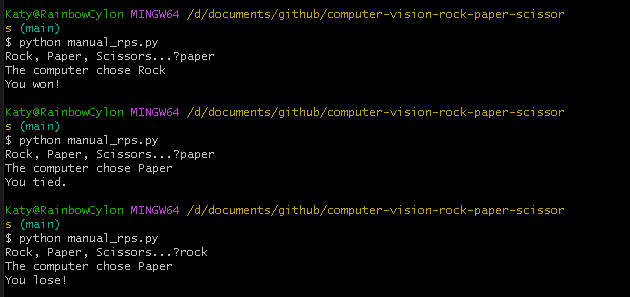 Katy@RainbowCylon MINGW64 /d/documents/github/computer-vision-rock-paper-scissor
s (main)
$ python manual_rps.py
Rock, Paper, Scissors...?paper
The computer chose Rock
You won!
Katy@RainbowCylon MINGW64 /d/documents/github/computer-vision-rock-paper-scissor
s (main)
$ python manual_rps.py
Rock, Paper, Scissors...?paper
The computer chose Paper
You tied.
Katy@RainbowCylon MINGW64 /d/documents/github/computer-vision-rock-paper-scissor
s (main)
$ python manual_rps.py
Rock, Paper, Scissors...?rock
The computer chose Paper
You lose!